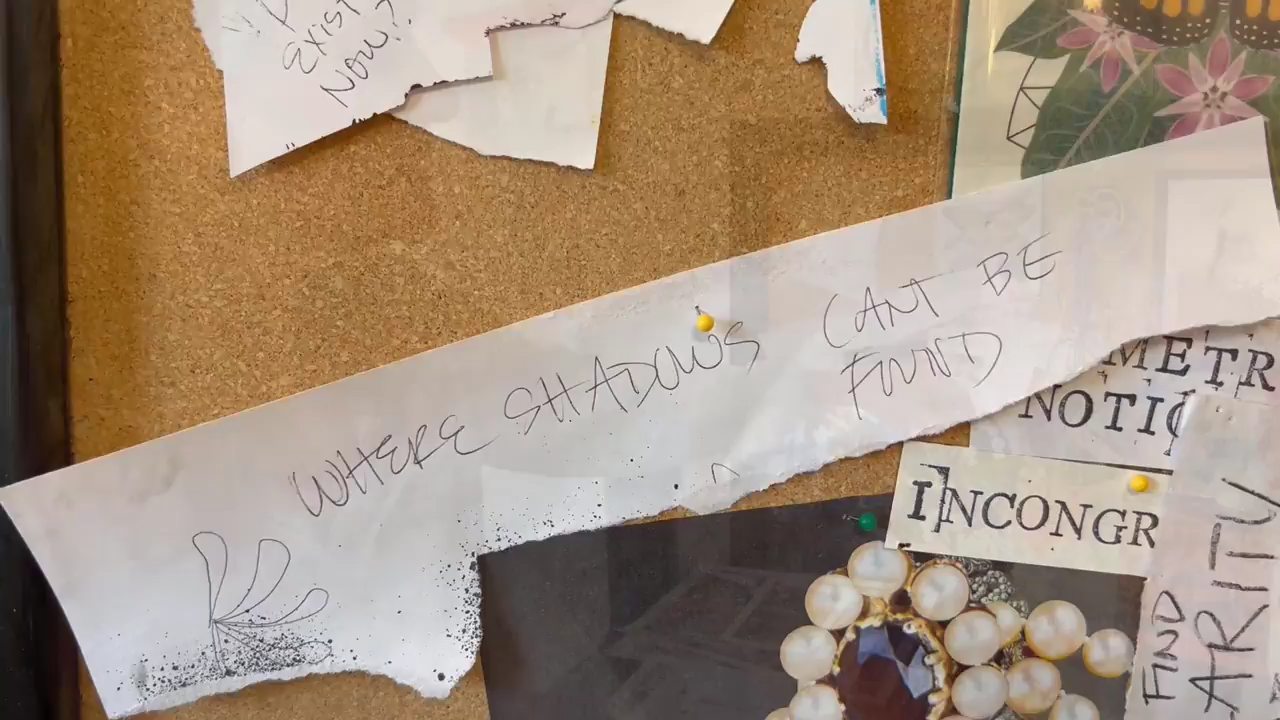 EXIST
NOW?
WHERE SHADOWS CANT BE
FOUND
METR
NOTIC
INCONGR
FIND
ARITY